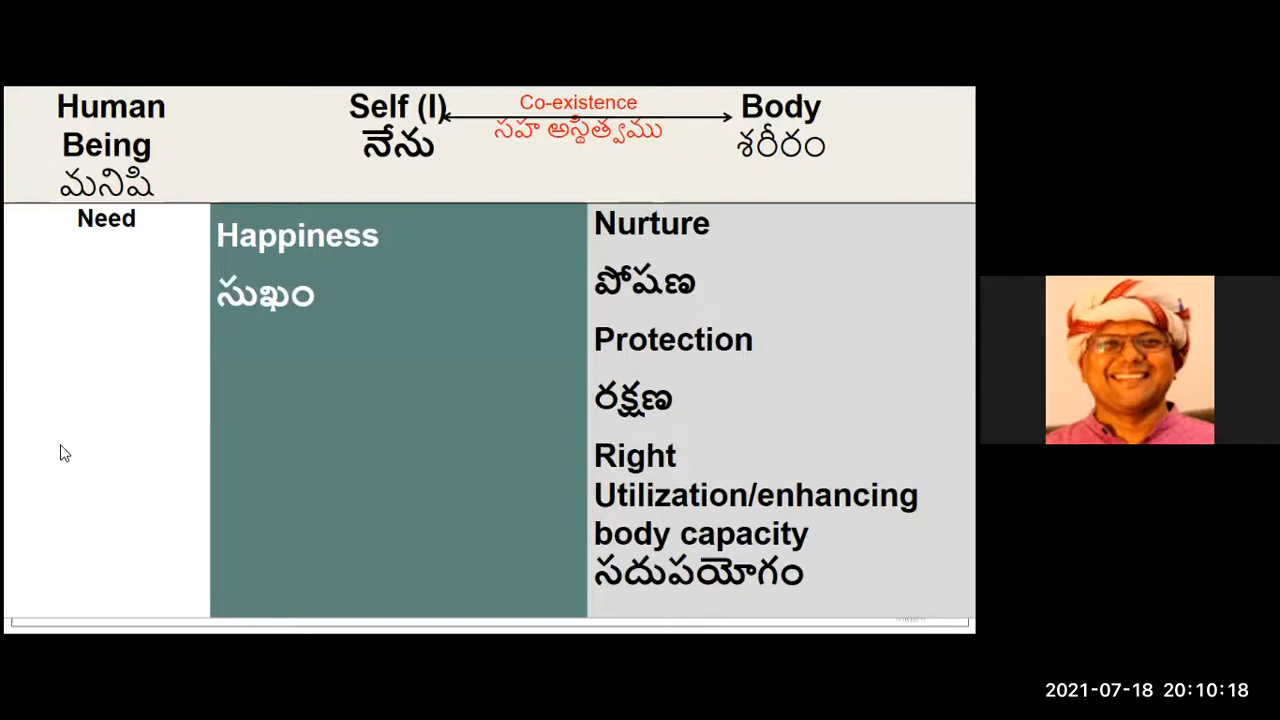 Human
Being
మనిషి
Self (I)
నేను
Co-existence
సహ అస్థిత్వము
Body
శరీరం
Need
Happiness
సుఖం
Nurture
పోషణ
Protection
రక్షణ
Right
Utilization/enhancing
body capacity
సదుపయోగం
2021-07-18 20:10:18